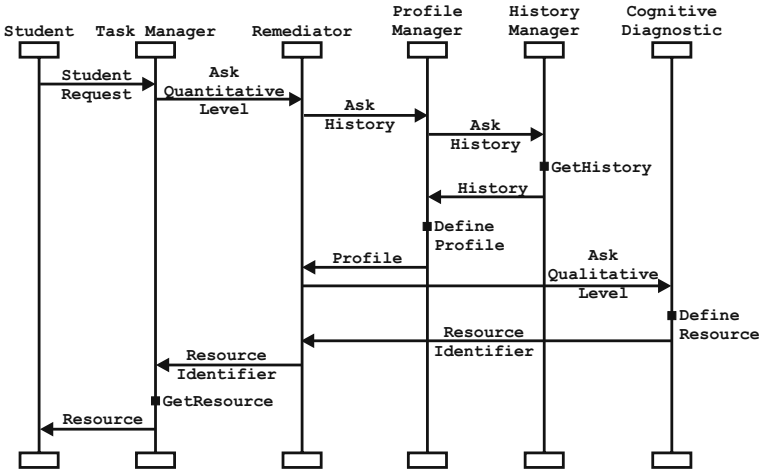 Student
Task Manager
Remediator
Profile
Manager
History
Manager
Cognitive
Diagnostic
Student
Request
Ask
Quantitative
Level
Ask
History
Ask
History
GetHistory
History
Define
Profile
Profile
Ask
Qualitative
Level
Define
Resource
Resource
Identifier
Resource
Identifier
GetResource
Resource